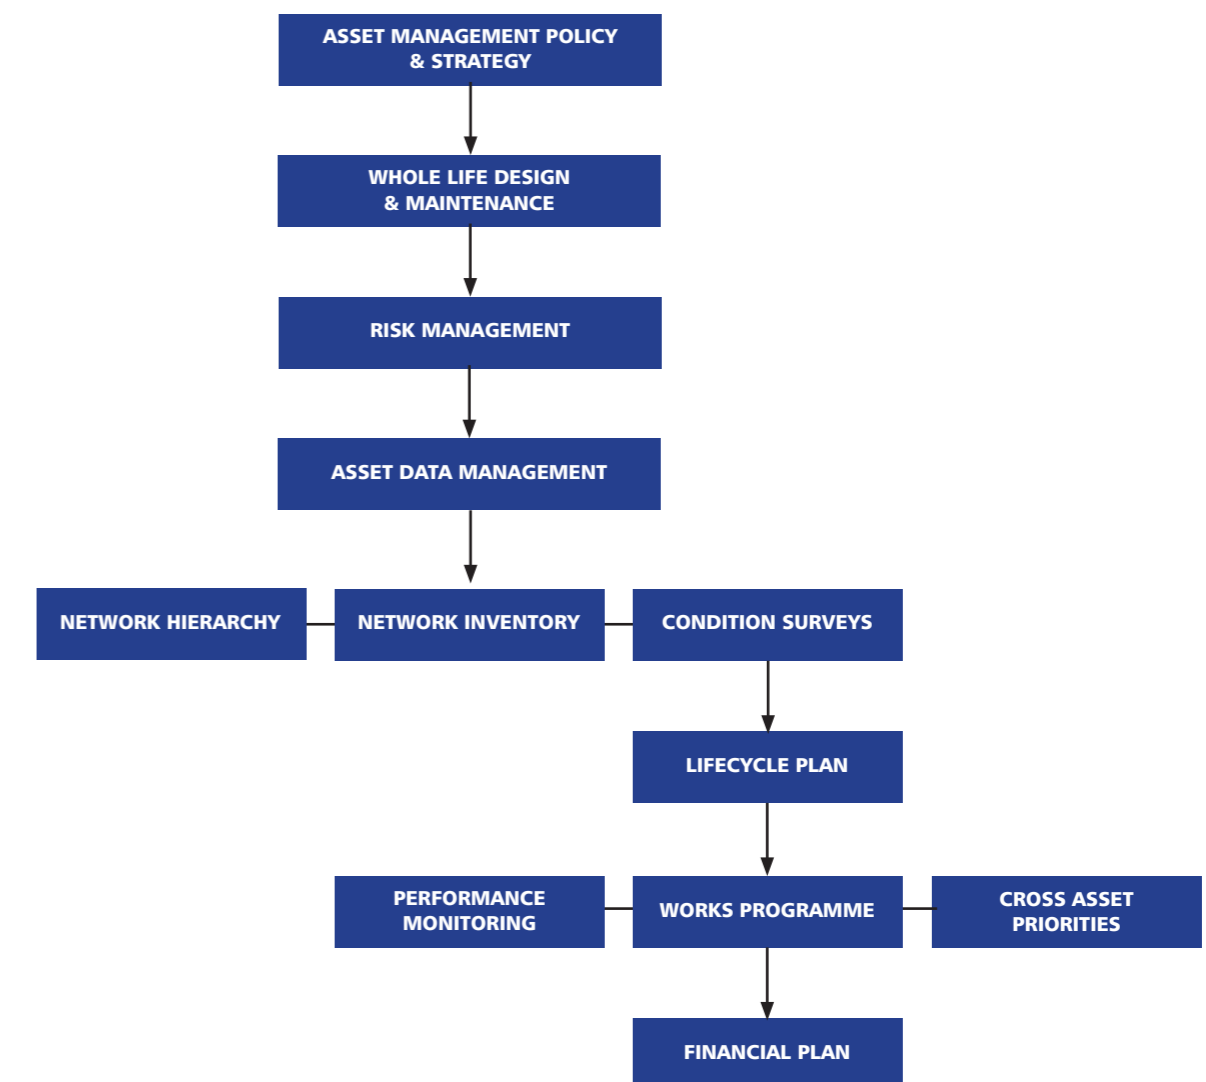 ASSET MANAGEMENT POLICY
& STRATEGY
WHOLE LIFE DESIGN
& MAINTENANCE
RISK MANAGEMENT
ASSET DATA MANAGEMENT
NETWORK HIERARCHY
NETWORK INVENTORY
CONDITION SURVEYS
LIFECYCLE PLAN
PERFORMANCE
MONITORING
WORKS PROGRAMME
CROSS ASSET
PRIORITIES
FINANCIAL PLAN